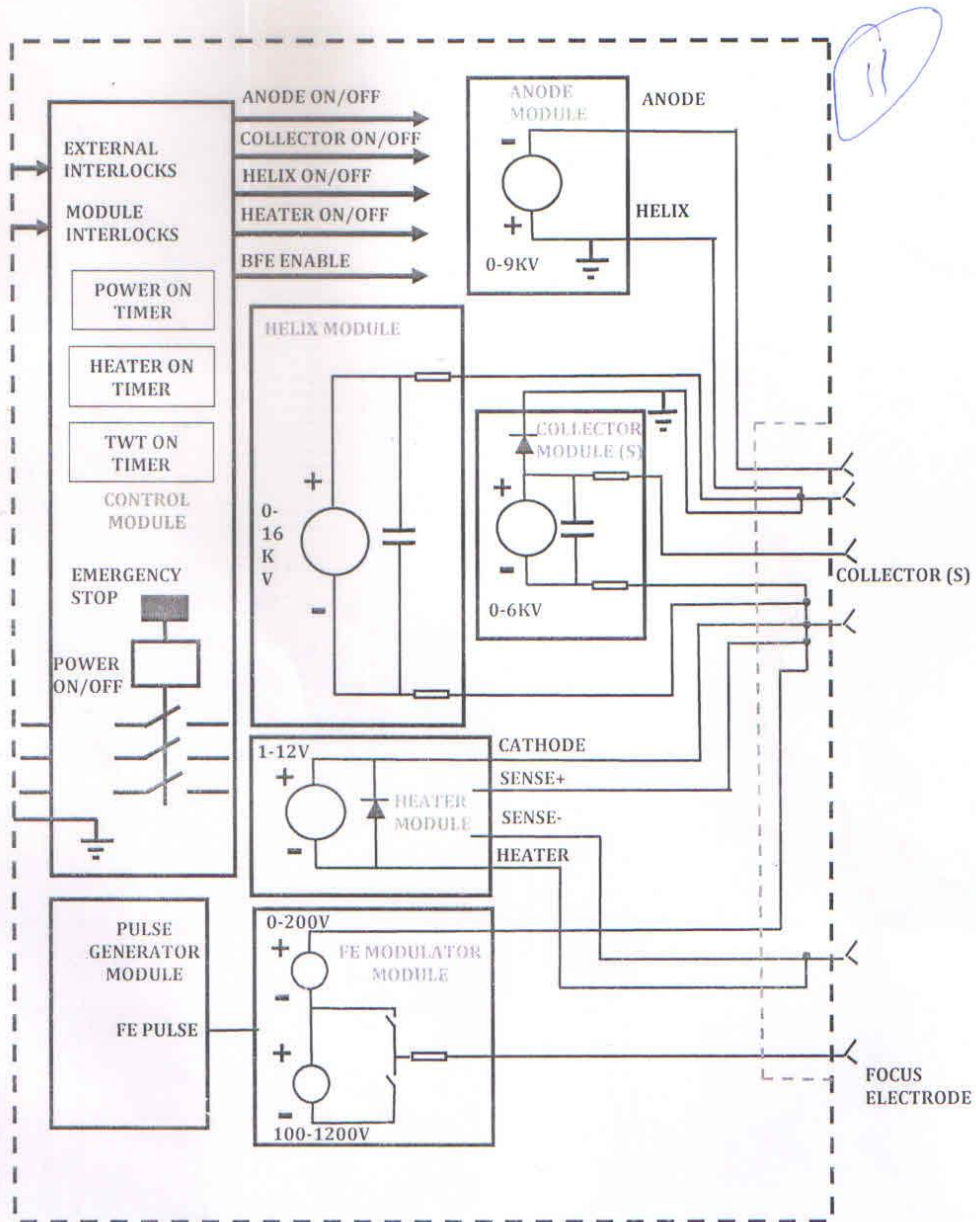 11
ANODE ON/OFF
COLLECTOR ON/OFF
HELIX ON/OFF
HEATER ON/OFF
BFE ENABLE
EXTERNAL
INTERLOCKS
MODULE
INTERLOCKS
POWER ON
TIMER
HEATER ON
TIMER
TWT ON
TIMER
CONTROL
MODULE
EMERGENCY
STOP
POWER
ON/OFF
ANODE
MODULE
-
+
0-9KV
ANODE
HELIX
HELIX MODULE
+
0-
16
K
V
-
COLLECTOR
MODULE (S)
+
-
0-6KV
COLLECTOR (S)
1-12V
+
-
HEATER
MODULE
CATHODE
SENSE+
SENSE-
HEATER
PULSE
GENERATOR
MODULE
FE PULSE
0-200V
+
-
FE MODULATOR
MODULE
+
-
100-1200V
FOCUS
ELECTRODE